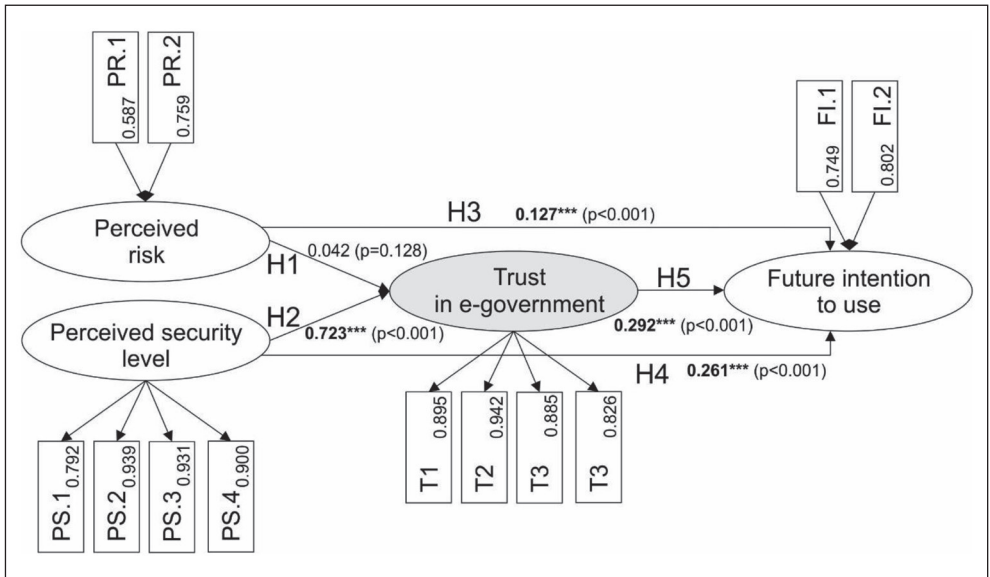 PR.1 0.587
PR.2 0.759
FI.1 0.749
FI.2 0.802
Perceived
risk
H3 0.127*** (p<0.001)
0.042 (p=0.128)
H1
Trust
in e-government
H5
0.292*** (p<0.001)
Future intention
to use
H2
0.723*** (p<0.001)
Perceived security
level
H4 0.261*** (p<0.001)
PS.1 0.792
PS.2 0.939
PS.3 0.931
PS.4 0.900
T1 0.895
T2 0.942
T3 0.885
T3 0.826